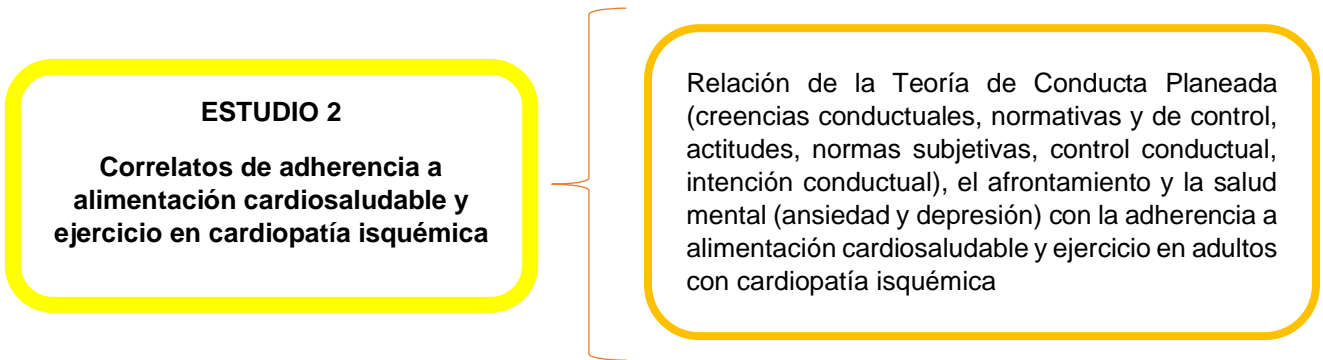 ESTUDIO 2
Correlatos de adherencia a
alimentación cardiosaludable y
ejercicio en cardiopatía isquémica
Relación de la Teoría de Conducta Planeada
(creencias conductuales, normativas y de control,
actitudes, normas subjetivas, control conductual,
intención conductual), el afrontamiento y la salud
mental (ansiedad y depresión) con la adherencia a
alimentación cardiosaludable y ejercicio en adultos
con cardiopatía isquémica